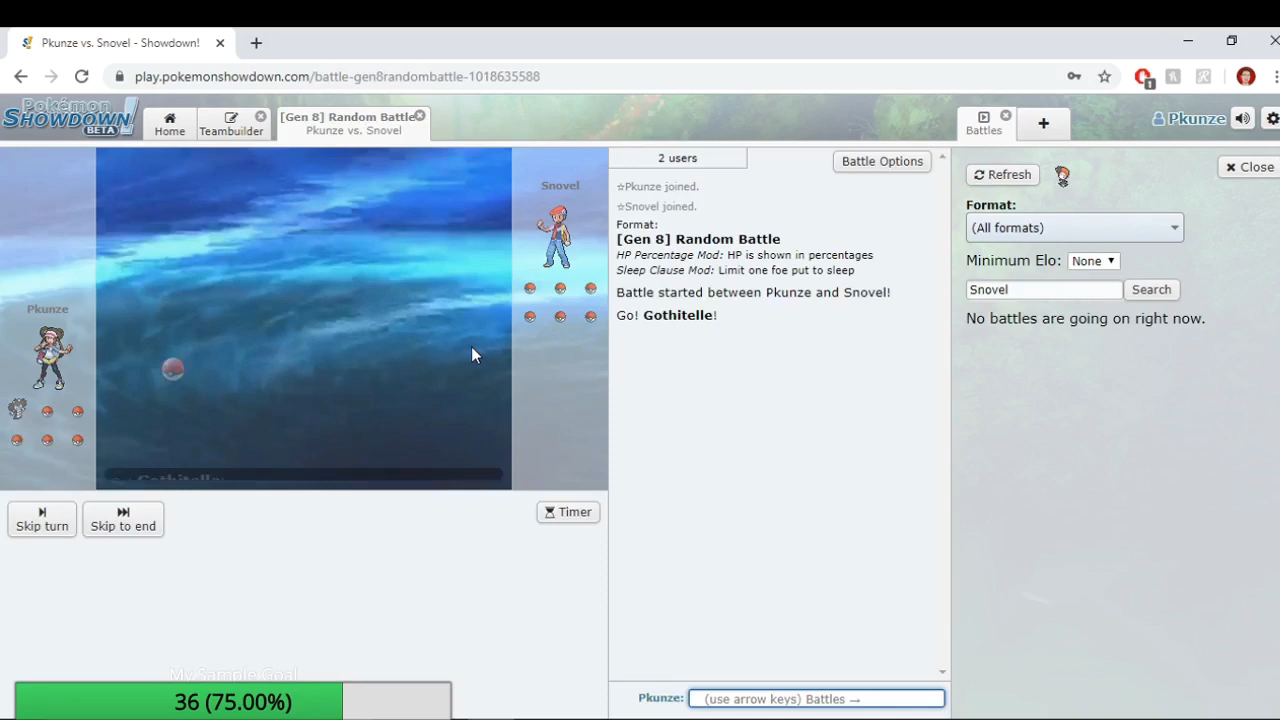 Pkunze vs. Snovel - Showdown!
play.pokemonshowdown.com/battle-gen8randombattle-1018635588
1
Pokémon
SHOWDOWN!
BETA
Home
Teambuilder
[Gen 8] Random Battle
Pkunze vs. Snovel
Battles
Pkunze
Snovel
Pkunze
Gothitelle
Skip turn
Skip to end
Timer
2 users
Battle Options
☆Pkunze joined.
☆Snovel joined.
Format:
[Gen 8] Random Battle
HP Percentage Mod: HP is shown in percentages
Sleep Clause Mod: Limit one foe put to sleep
Battle started between Pkunze and Snovel!
Go! Gothitelle!
Pkunze:
(use arrow keys) Battles →
Refresh
Close
Format:
(All formats)
Minimum Elo:
None
Snovel
Search
No battles are going on right now.
My Sample Goal
36 (75.00%)